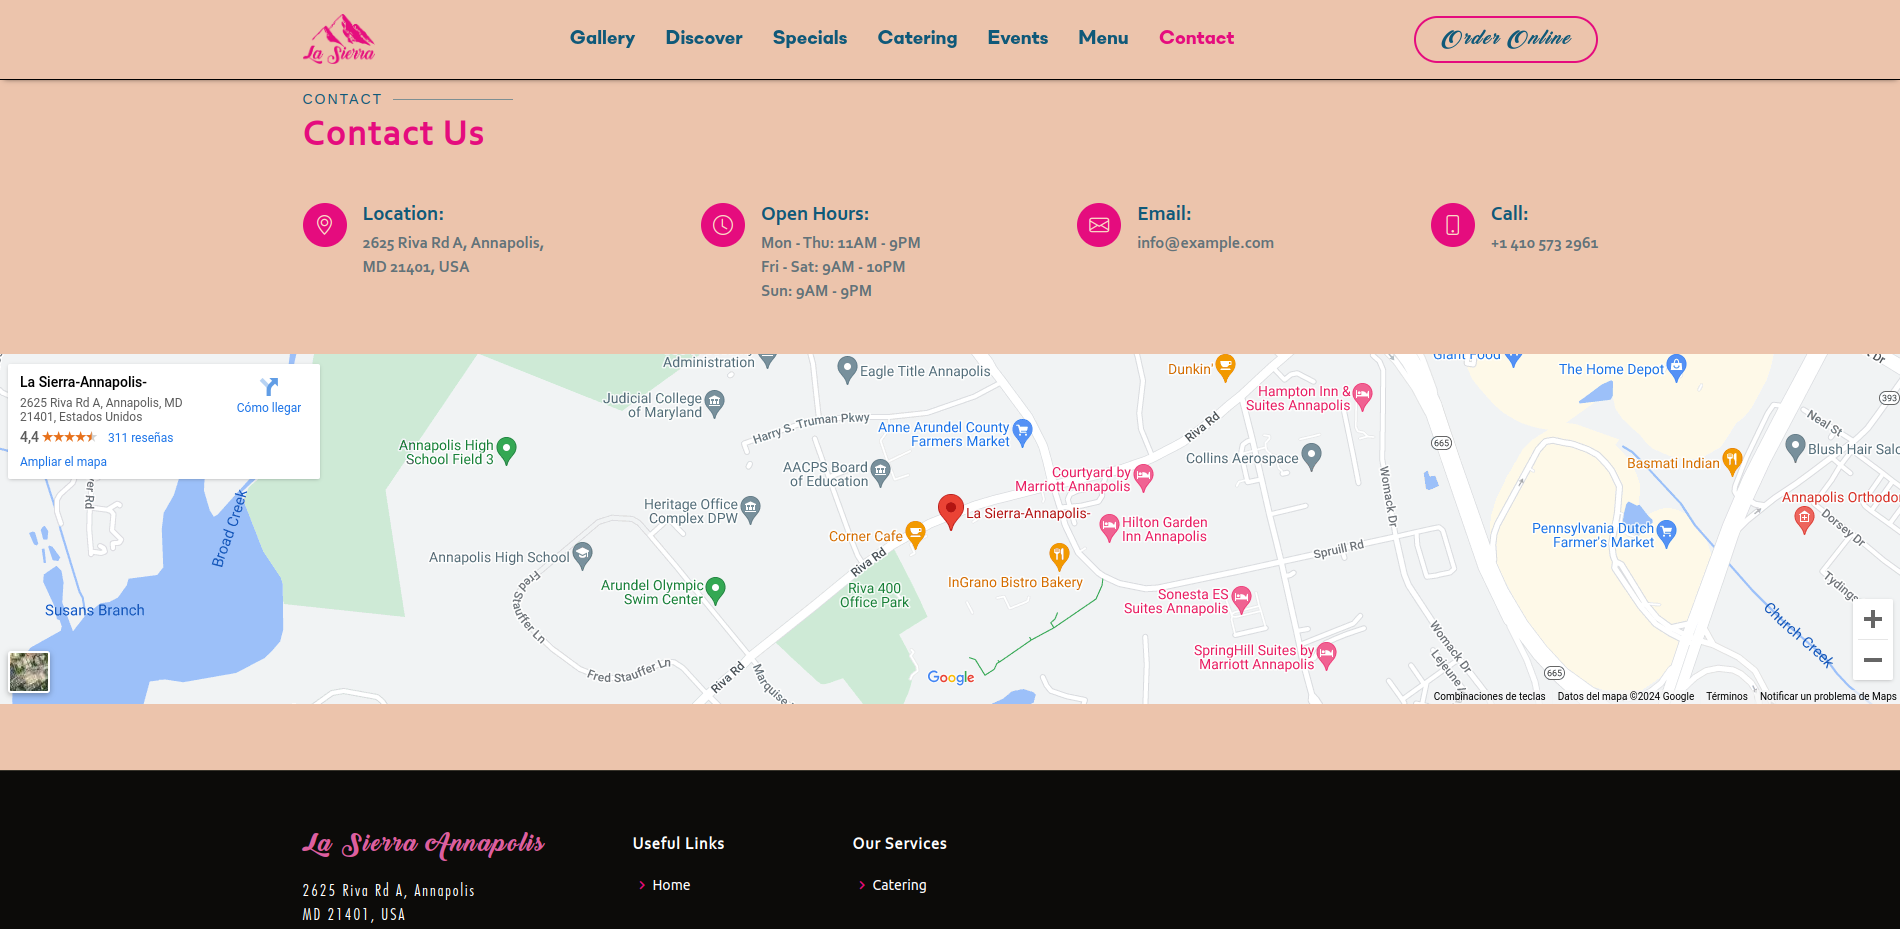 La Sierra
Gallery Discover Specials Catering Events Menu Contact
Order Online
CONTACT
Contact Us
Location:
2625 Riva Rd A, Annapolis,
MD 21401, USA
Open Hours:
Mon - Thu: 11AM - 9PM
Fri - Sat: 9AM - 10PM
Sun: 9AM - 9PM
Email:
info@example.com
Call:
+1 410 573 2961
La Sierra-Annapolis-
2625 Riva Rd A, Annapolis, MD
21401, Estados Unidos
Cómo llegar
4,4 311 reseñas
Ampliar el mapa
Administration
Eagle Title Annapolis
Dunkin'
Giant Food
The Home Depot
Judicial College
of Maryland
Hampton Inn &
Suites Annapolis
393
Harry S. Truman Pkwy
Anne Arundel County
Farmers Market
Riva Rd
Neal St
665
Annapolis High
School Field 3
Collins Aerospace
Blush Hair Salo
AACPS Board
of Education
Courtyard by
Marriott Annapolis
Womack Dr
Basmati Indian
Annapolis Orthodon
Heritage Office
Complex DPW
La Sierra-Annapolis-
Hilton Garden
Inn Annapolis
Dorsey Dr
Broad Creek
Corner Cafe
Pennsylvania Dutch
Farmer's Market
Annapolis High School
Riva Rd
Spruill Rd
InGrano Bistro Bakery
Arundel Olympic
Swim Center
Riva 400
Office Park
Fred Stauffer Ln
Tydings
Susans Branch
Sonesta ES
Suites Annapolis
Church Creek
Womack Dr
SpringHill Suites by
Marriott Annapolis
Fred Stauffer Ln
Riva Rd
Google
665
Combinaciones de teclas Datos del mapa ©2024 Google Términos Notificar un problema de Maps
La Sierra Annapolis
2625 Riva Rd A, Annapolis
MD 21401, USA
Useful Links
Home
Our Services
Catering